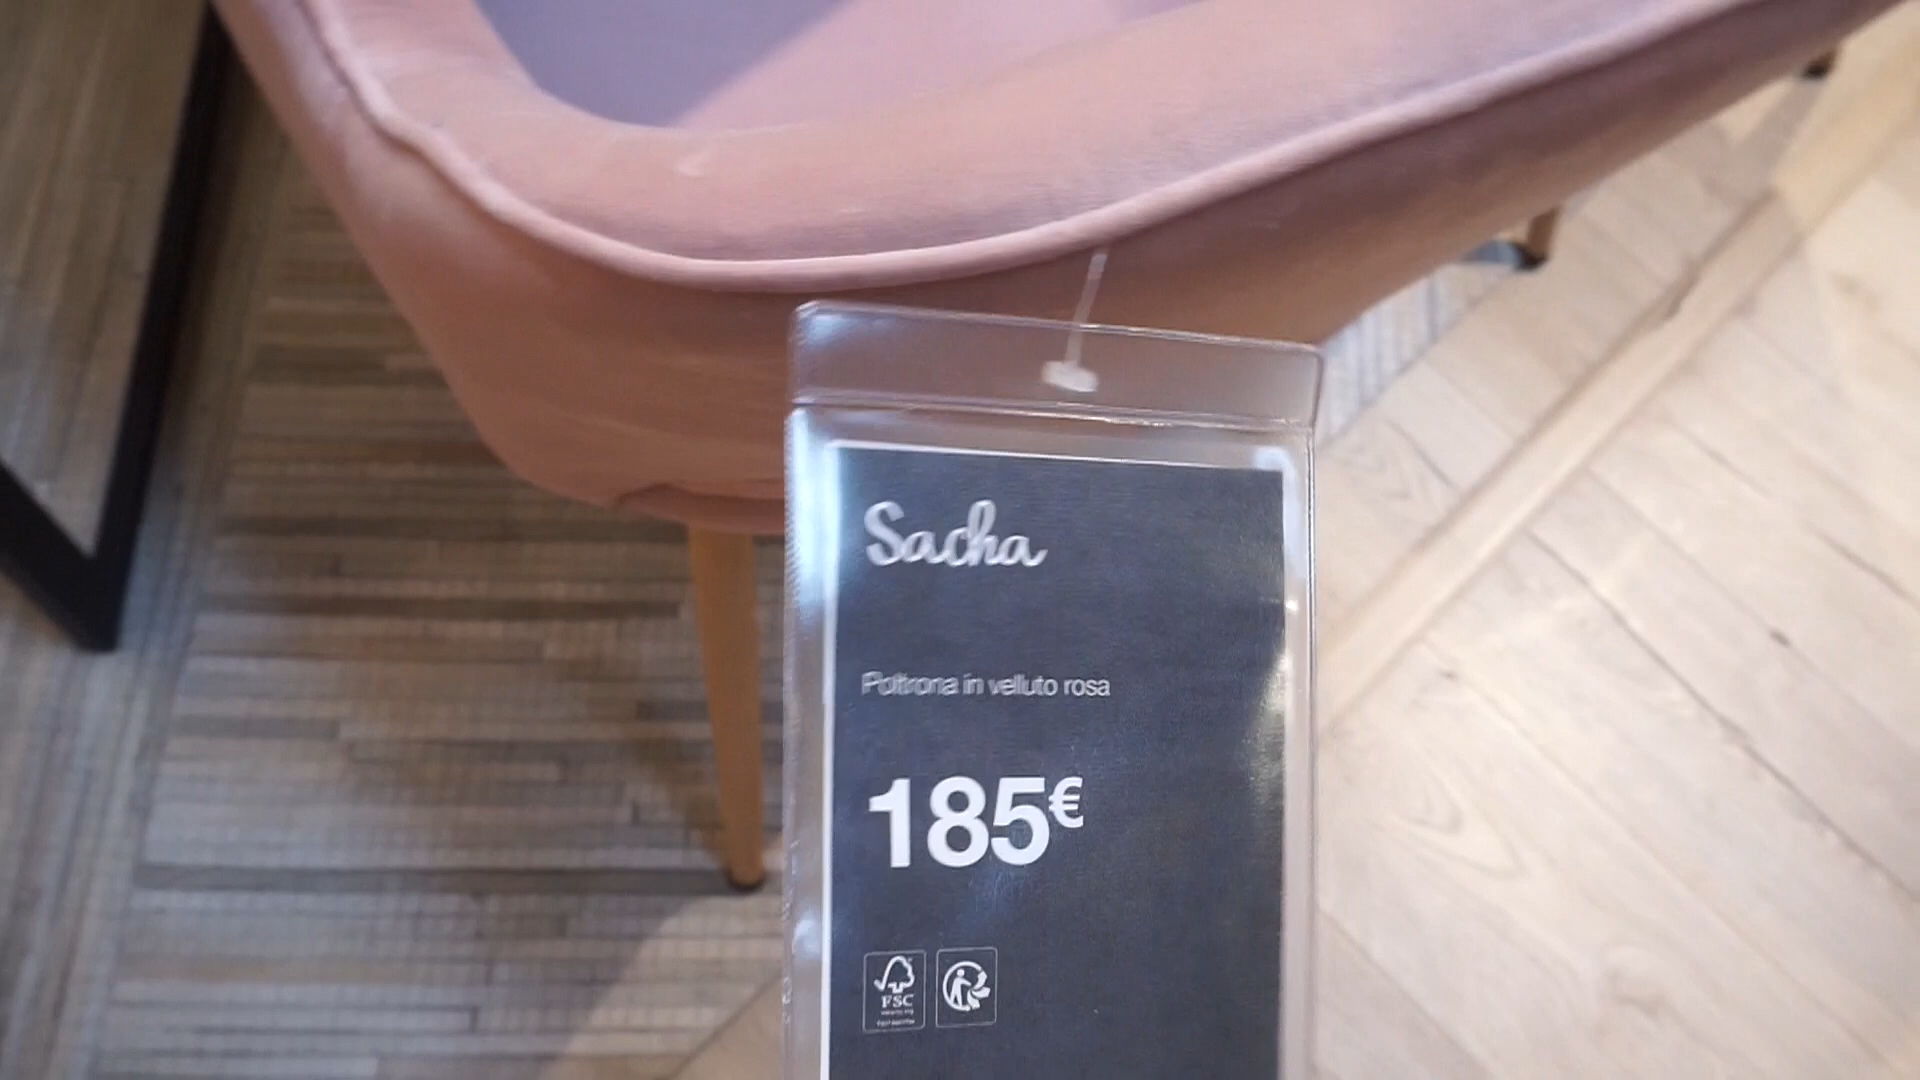 Sacha
Poltrona in velluto rosa
185€
FSC